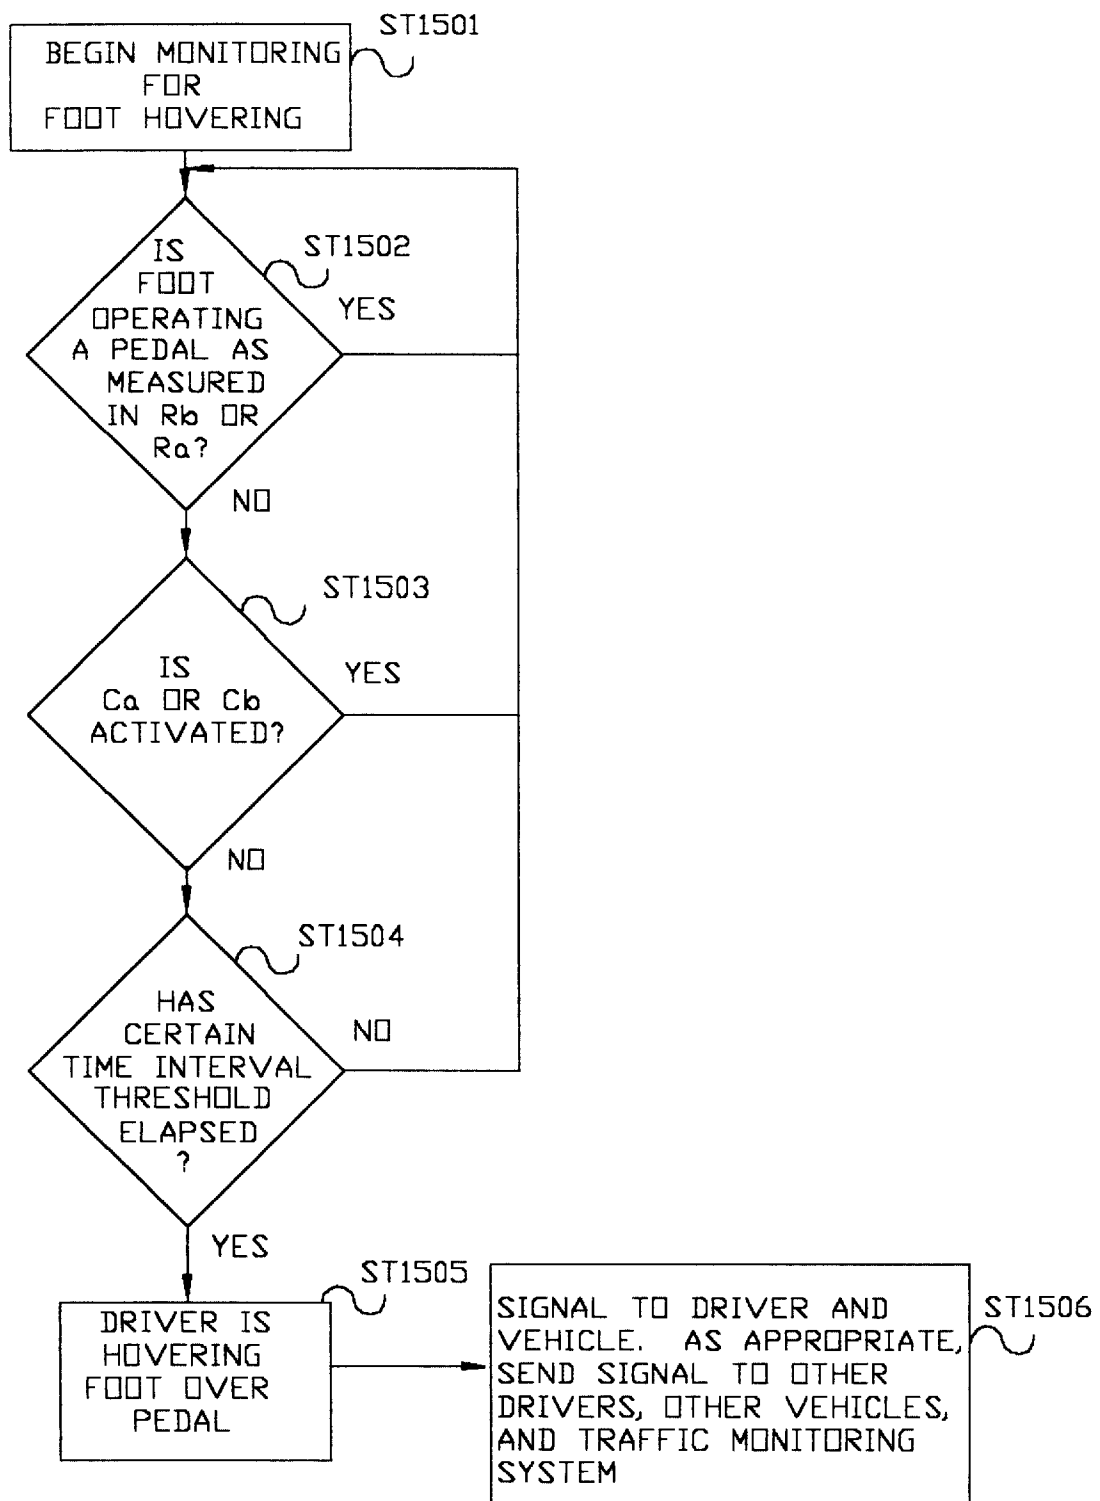 ST1501
BEGIN MONITORING
FOR
FOOT HOVERING
ST1502
IS
FOOT
OPERATING
A PEDAL AS
MEASURED
IN Rb OR
Ra?
YES
NO
ST1503
IS
Ca OR Cb
ACTIVATED?
YES
NO
ST1504
HAS
CERTAIN
TIME INTERVAL
THRESHOLD
ELAPSED
?
NO
YES
ST1505
DRIVER IS
HOVERING
FOOT OVER
PEDAL
ST1506
SIGNAL TO DRIVER AND
VEHICLE. AS APPROPRIATE,
SEND SIGNAL TO OTHER
DRIVERS, OTHER VEHICLES,
AND TRAFFIC MONITORING
SYSTEM